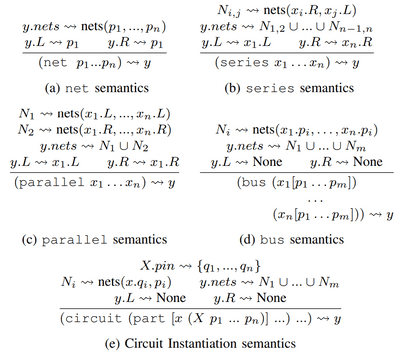 y.nets ⇝ nets(p₁,...,pₙ)
y.L ⇝ p₁ y.R ⇝ p₁
(net p₁...pₙ) ⇝ y
(a) net semantics
Nᵢ,ⱼ ⇝ nets(xᵢ.R, xⱼ.L)
y.nets ⇝ N₁,₂ ∪ ... ∪ Nₙ₋₁,ₙ
y.L ⇝ x₁.L y.R ⇝ xₙ.R
(series x₁ ... xₙ) ⇝ y
(b) series semantics
N₁ ⇝ nets(x₁.L,...,xₙ.L)
N₂ ⇝ nets(x₁.R,...,xₙ.R)
y.nets ⇝ N₁ ∪ N₂
y.L ⇝ x₁.L y.R ⇝ x₁.R
(parallel x₁ ... xₙ) ⇝ y
(c) parallel semantics
Nᵢ ⇝ nets(x₁.pᵢ,...,xₙ.pᵢ)
y.nets ⇝ N₁ ∪ ... ∪ Nₘ
y.L ⇝ None y.R ⇝ None
(bus (x₁[p₁ ... pₘ])
...
(xₙ[p₁ ... pₘ])) ⇝ y
(d) bus semantics
X.pin ⇝ {q₁,...,qₙ}
Nᵢ ⇝ nets(x.qᵢ,pᵢ) y.nets ⇝ N₁ ∪ ... ∪ Nₘ
y.L ⇝ None y.R ⇝ None
(circuit (part [x (X p₁ ... pₙ)] ...) ...) ⇝ y
(e) Circuit Instantiation semantics